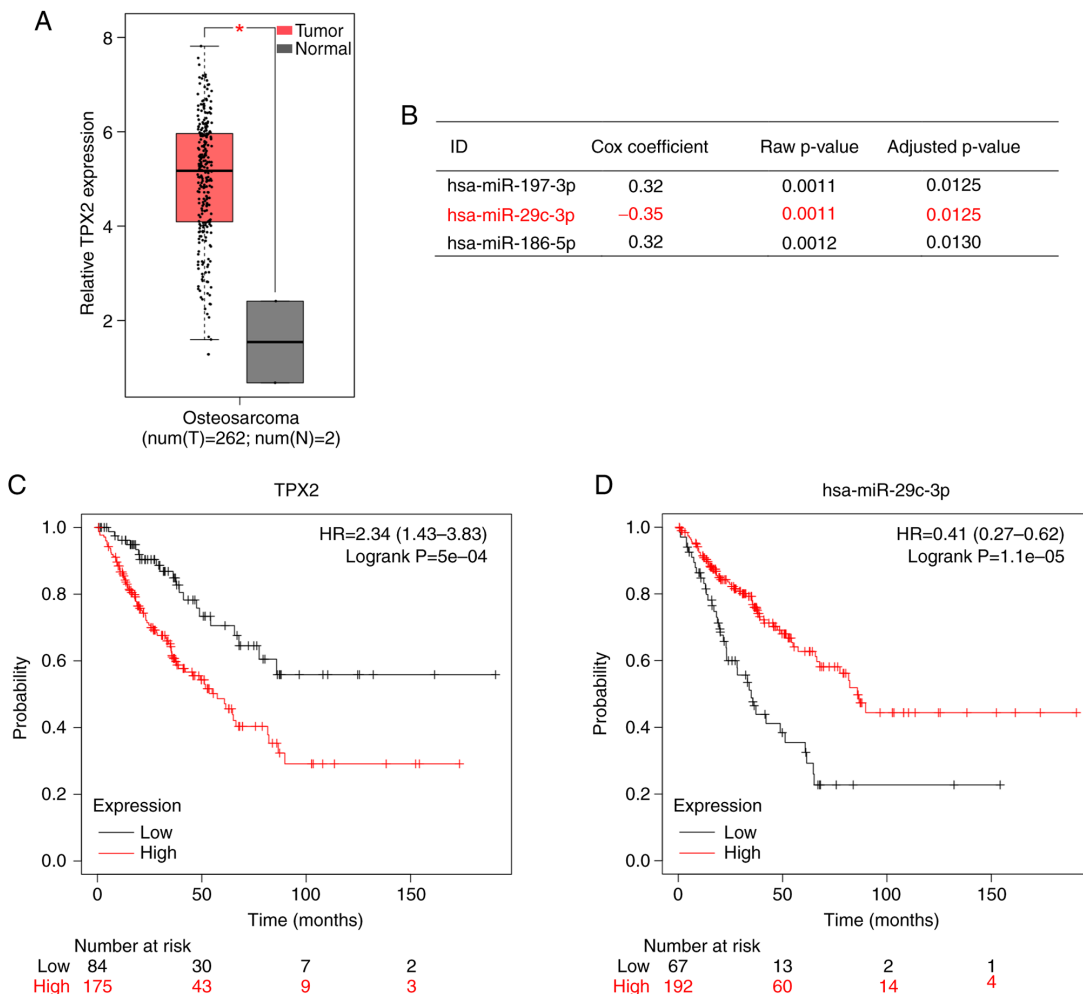 A
Tumor
Normal
*
8
6
4
2
Relative TPX2 expression
Osteosarcoma
(num(T)=262; num(N)=2)
B
ID Cox coefficient Raw p-value Adjusted p-value
hsa-miR-197-3p 0.32 0.0011 0.0125
hsa-miR-29c-3p −0.35 0.0011 0.0125
hsa-miR-186-5p 0.32 0.0012 0.0130
C
TPX2
HR=2.34 (1.43–3.83)
Logrank P=5e–04
1.0
0.8
0.6
0.4
0.2
0.0
Probability
Expression
Low
High
0 50 100 150
Time (months)
Number at risk
Low 84 30 7 2
High 175 43 9 3
D
hsa-miR-29c-3p
HR=0.41 (0.27–0.62)
Logrank P=1.1e–05
1.0
0.8
0.6
0.4
0.2
0.0
Probability
Expression
Low
High
0 50 100 150
Time (months)
Number at risk
Low 67 13 2 1
High 192 60 14 4